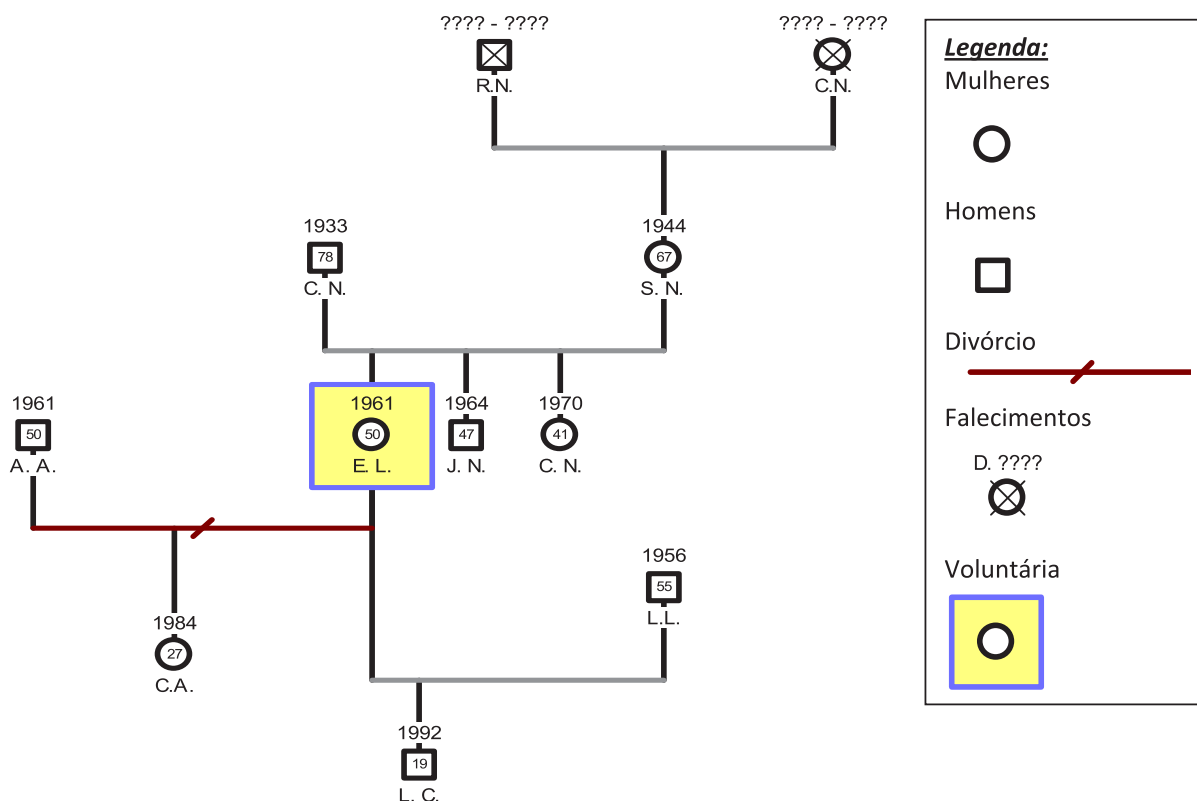 ???? - ????
R.N.
???? - ????
C.N.
1933
78
C. N.
1944
67
S. N.
1961
50
A. A.
1961
50
E. L.
1964
47
J. N.
1970
41
C. N.
1984
27
C.A.
1956
55
L.L.
1992
19
L. C.
Legenda:
Mulheres
Homens
Divórcio
Falecimentos
D. ????
Voluntária